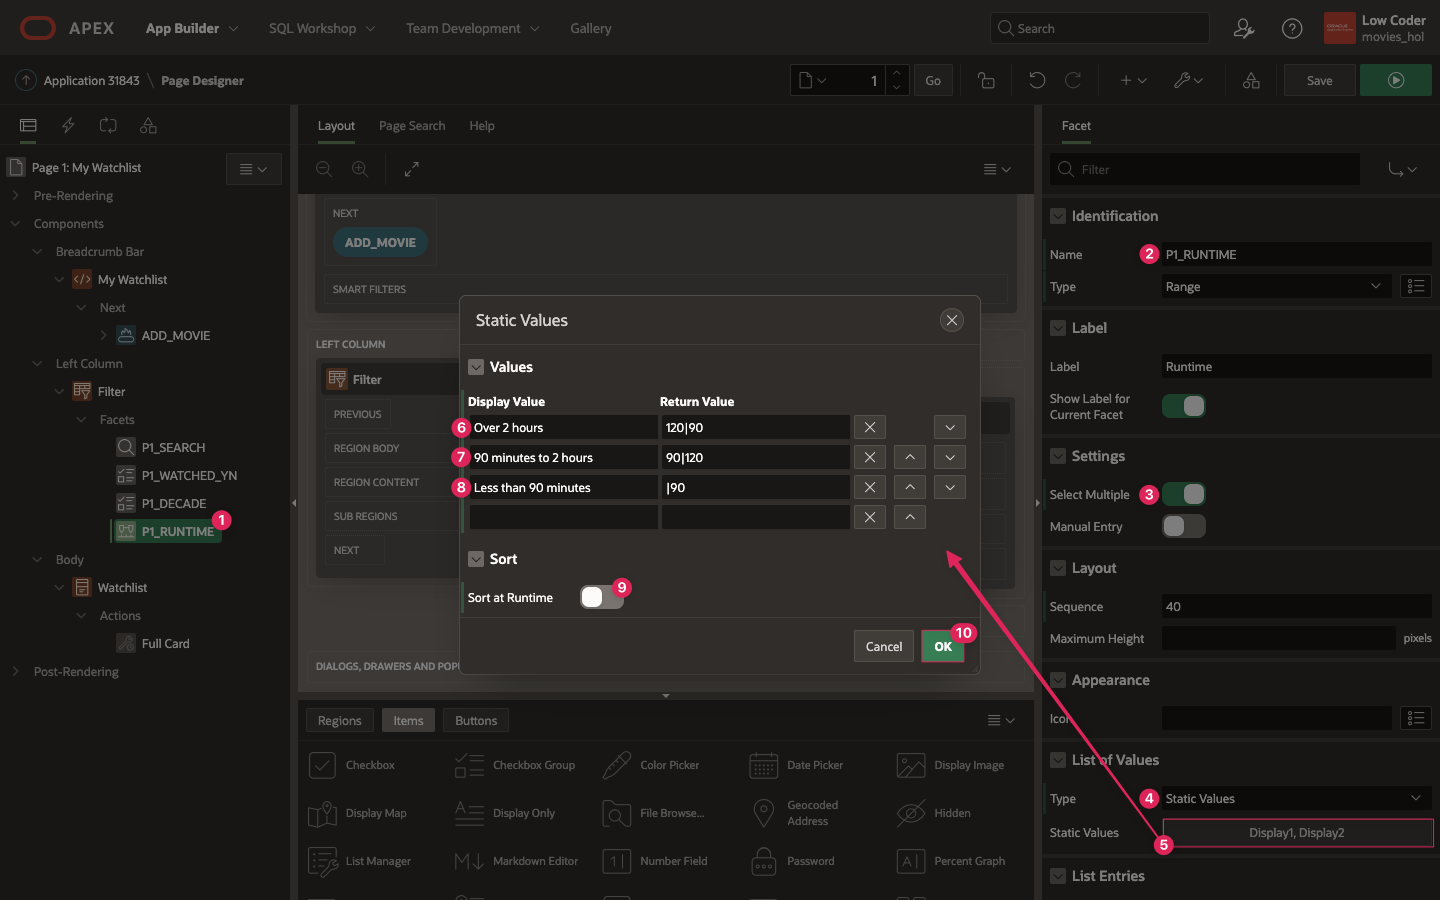 APEX
App Builder
SQL Workshop
Team Development
Gallery
Search
Low Coder
movies_hol
Application 31843 \ Page Designer
1
Go
Save
Layout
Page Search
Help
Facet
Page 1: My Watchlist
Pre-Rendering
Components
Breadcrumb Bar
My Watchlist
Next
ADD_MOVIE
Left Column
Filter
Facets
P1_SEARCH
P1_WATCHED_YN
P1_DECADE
P1_RUNTIME
1
Body
Watchlist
Actions
Full Card
Post-Rendering
NEXT
ADD_MOVIE
SMART FILTERS
LEFT COLUMN
Filter
PREVIOUS
REGION BODY
REGION CONTENT
SUB REGIONS
NEXT
DIALOGS, DRAWERS AND POPU
Static Values
Values
Display Value
Return Value
6 Over 2 hours
120|90
7 90 minutes to 2 hours
90|120
8 Less than 90 minutes
|90
Sort
Sort at Runtime
9
Cancel
OK
10
Regions
Items
Buttons
Checkbox
Checkbox Group
Color Picker
Date Picker
Display Image
Display Map
Display Only
File Browse...
Geocoded
Address
Hidden
List Manager
Markdown Editor
Number Field
Password
Percent Graph
Filter
Identification
Name
2
P1_RUNTIME
Type
Range
Label
Label
Runtime
Show Label for
Current Facet
Settings
Select Multiple
3
Manual Entry
Layout
Sequence
40
Maximum Height
pixels
Appearance
Icon
List of Values
Type
4
Static Values
Static Values
Display1, Display2
5
List Entries